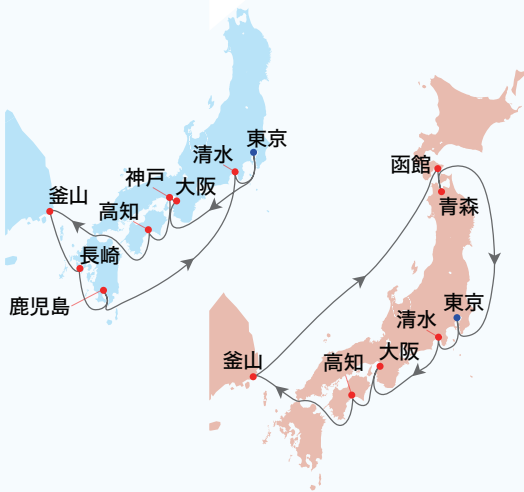 東京
清水
神戸
大阪
釜山
高知
長崎
鹿児島
函館
青森
東京
清水
大阪
釜山
高知